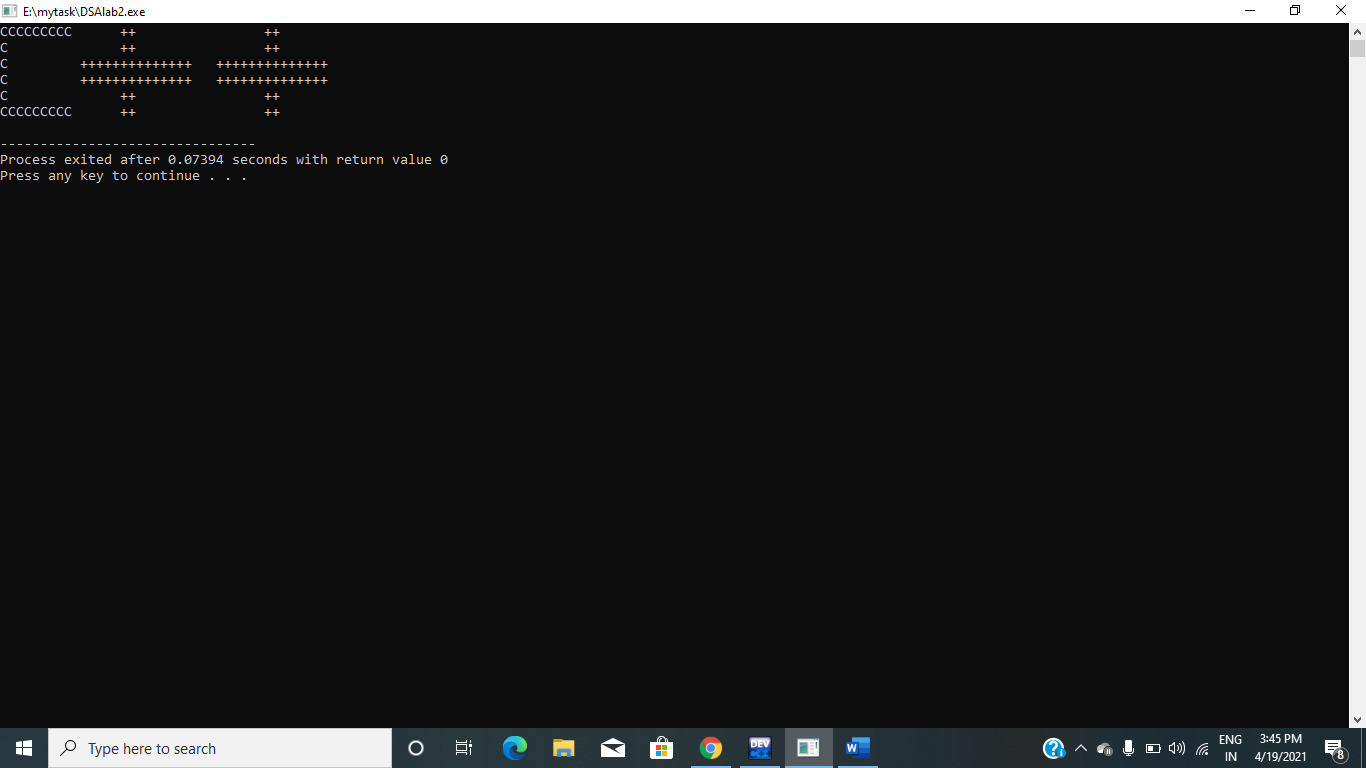 E:\mytask\DSAlab2.exe
CCCCCCCCC      ++                ++
C              ++                ++
C         ++++++++++++++   ++++++++++++++
C         ++++++++++++++   ++++++++++++++
C              ++                ++
CCCCCCCCC      ++                ++
--------------------------------
Process exited after 0.07394 seconds with return value 0
Press any key to continue . . .
Type here to search
DEV
W
ENG
IN
3:45 PM
4/19/2021
8